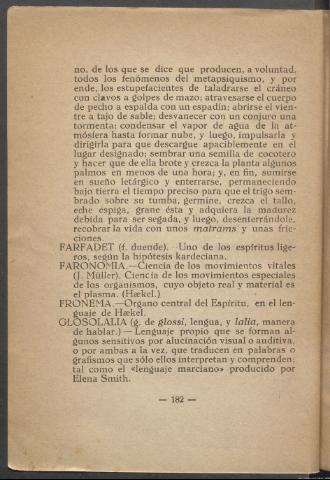 no, de los que se dice que producen, a voluntad,
todos los fenómenos del metapsiquismo, y por
ende, los estupefacientes de taladrarse el cráneo
con clavos a golpes de mazo; atravesarse el cuerpo
de pecho a espalda con un espadín; abrirse el vien-
tre a tajo de sable; desvanecer con un conjuro una
tormenta; condensar el vapor de agua de la at-
mósfera hasta formar nube, y luego, impulsarla y
dirigirla para que descargue apaciblemente en el
lugar designado; sembrar una semilla de cocotero
y hacer que de ella brote y crezca la planta algunos
palmos en menos de una hora; y, en fin, sumirse
en sueño letárgico y enterrarse, permaneciendo
bajo tierra el tiempo preciso para que el trigo sem-
brado sobre su tumba, germine, crezca el tallo,
eche espiga, grane ésta y adquiera la madurez
debida para ser segada, y luego, desenterrándole,
recobrar la vida con unos matrams y unas fric-
ciones
FARFADET (f. duende).—Uno de los espíritus lige-
ros, según la hipótesis kardeciana.
FARONOMIA.—Ciencia de los movimientos vitales
(J. Müller). Ciencia de los movimientos especiales
de los organismos, cuyo objeto real y material es
el plasma. (Hækel.)
FRONEMA.—Organo central del Espíritu, en el len-
guaje de Hækel.
GLOSOLALIA (g. de glossi, lengua, y lalia, manera
de hablar.)—Lenguaje propio que se forman al-
gunos sensitivos por alucinación visual o auditiva,
o por ambas a la vez, que traducen en palabras o
grafismos que sólo ellos interpretan y comprenden;
tal como el «lenguaje marciano» producido por
Elena Smith.
— 182 —